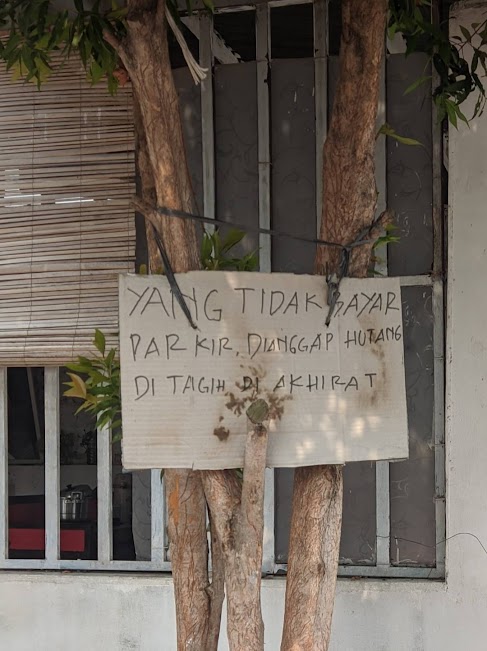 YANG TIDAK BAYAR
PARKIR, DIANGGAP HUTANG
DI TAGIH DI AKHIRAT